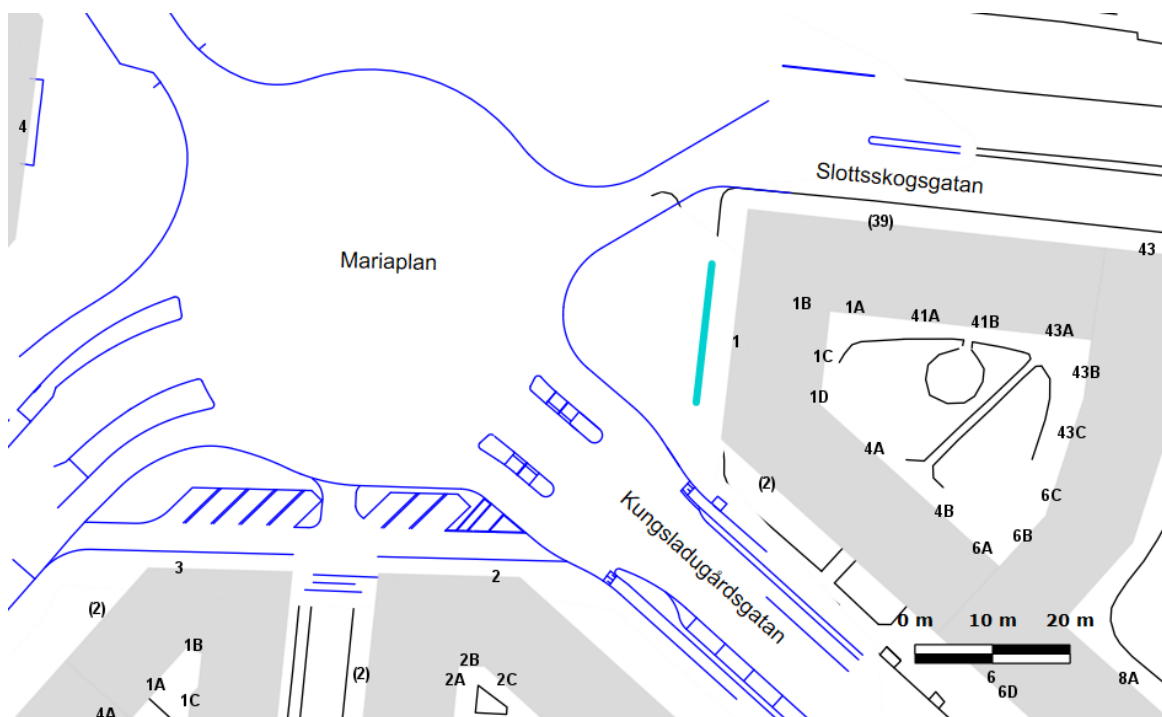 4
Slottsskogsgatan
(39)
43
Mariaplan
1B
1A
41A
41B
43A
1
1C
43B
1D
43C
4A
(2)
6C
4B
6B
6A
Kungsladugårdsgatan
3
2
(2)
0 m 10 m 20 m
1B
2B
(2)
6
8A
1A
2A
2C
6D
1C
4A